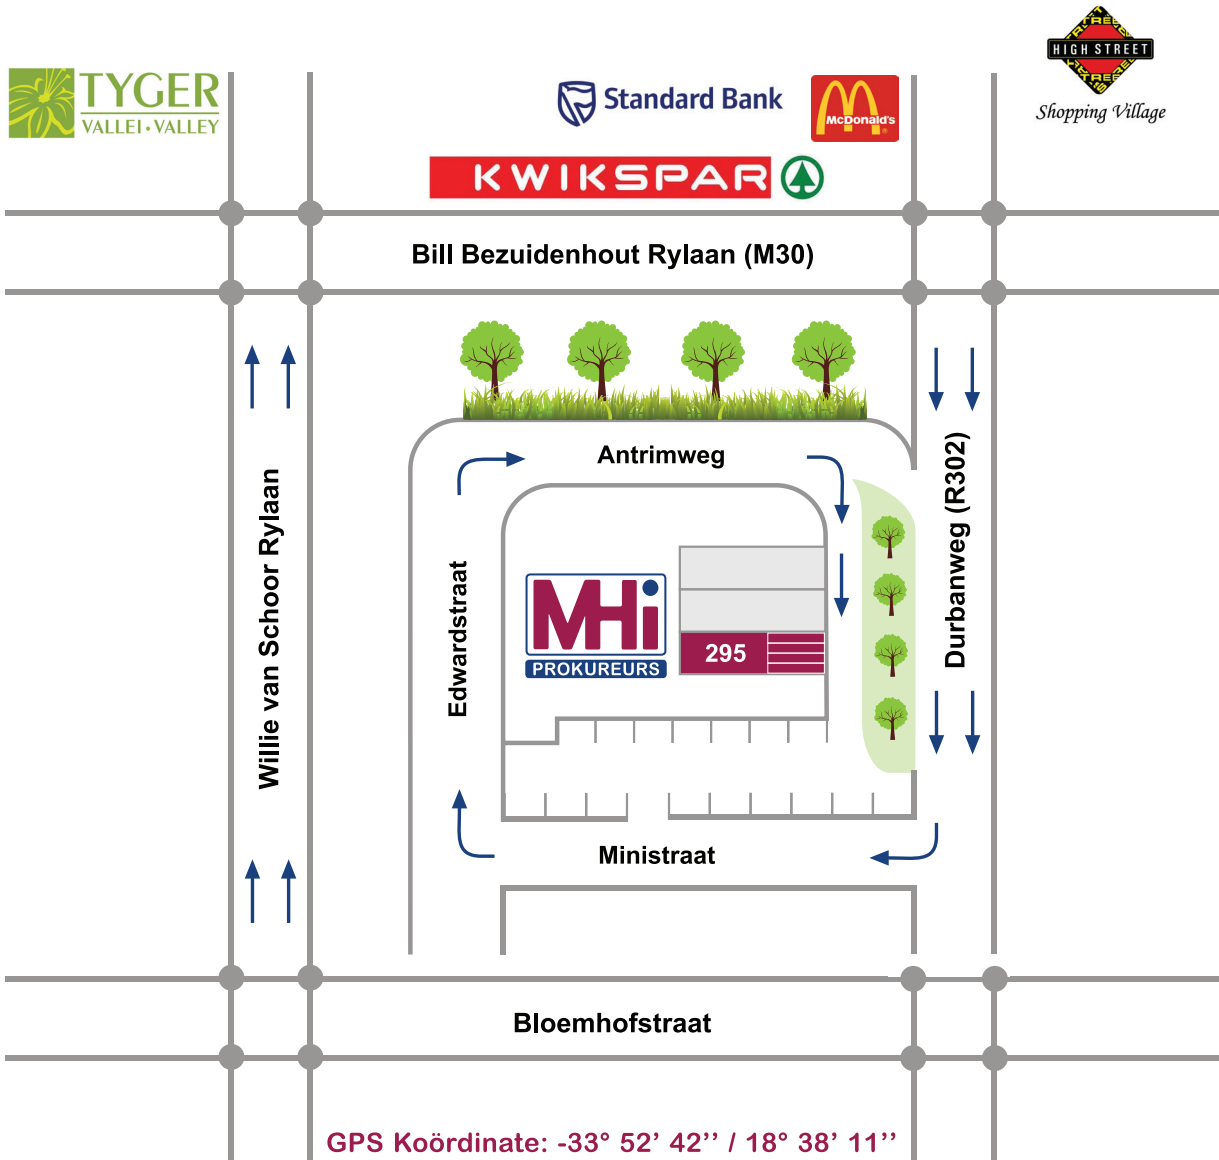 TYGER
VALLEI • VALLEY
Standard Bank
McDonald's
HIGH STREET
Shopping Village
KWIKSPAR
Bill Bezuidenhout Rylaan (M30)
Antrimweg
Willie van Schoor Rylaan
Edwardstraat
Durbanweg (R302)
MHi
PROKUREURS
295
Ministraat
Bloemhofstraat
GPS Koördinate: -33° 52’ 42’’ / 18° 38’ 11’’